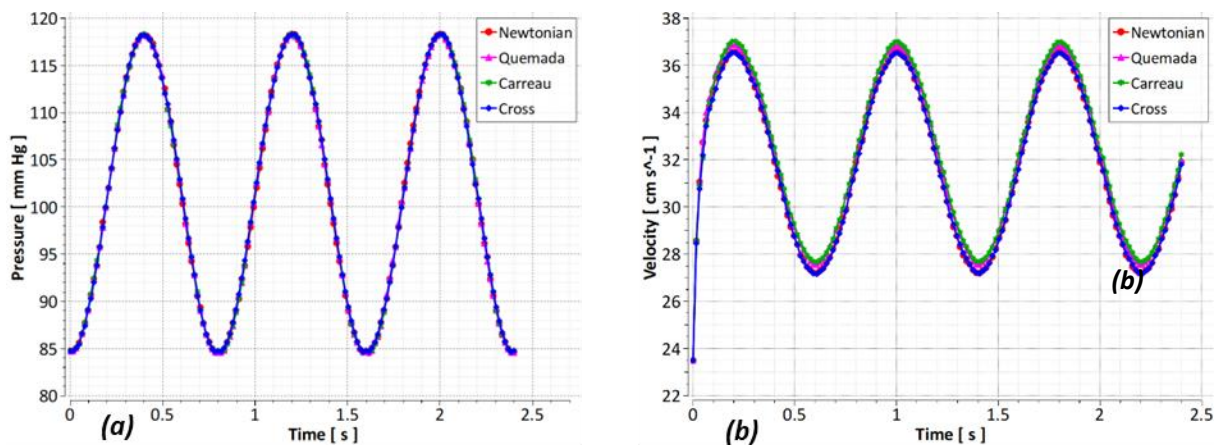 120
115
110
105
100
95
90
85
80
Pressure [ mm Hg ]
0 0.5 1 1.5 2 2.5
Time [ s ]
Newtonian
Quemada
Carreau
Cross
(a)
38
36
34
32
30
28
26
24
22
Velocity [ cm s^-1 ]
0.5 1 1.5 2 2.5
Time [ s ]
Newtonian
Quemada
Carreau
Cross
(b)
(b)